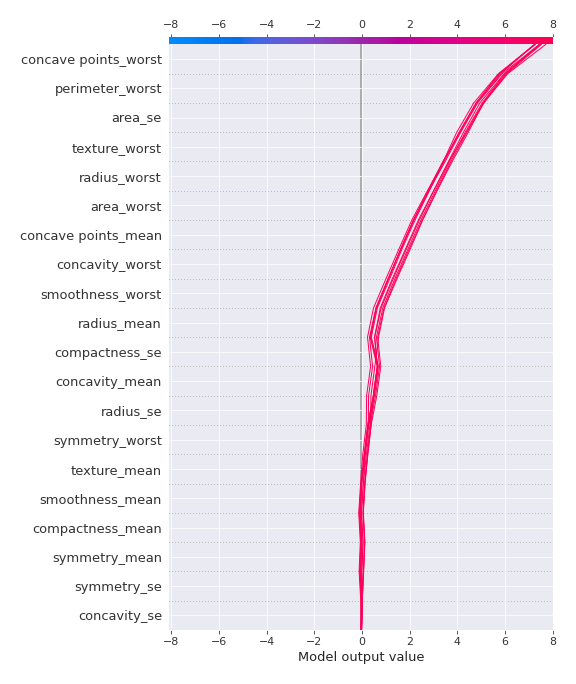 −8 −6 −4 −2 0 2 4 6 8
concave points_worst
perimeter_worst
area_se
texture_worst
radius_worst
area_worst
concave points_mean
concavity_worst
smoothness_worst
radius_mean
compactness_se
concavity_mean
radius_se
symmetry_worst
texture_mean
smoothness_mean
compactness_mean
symmetry_mean
symmetry_se
concavity_se
−8 −6 −4 −2 0 2 4 6 8
Model output value